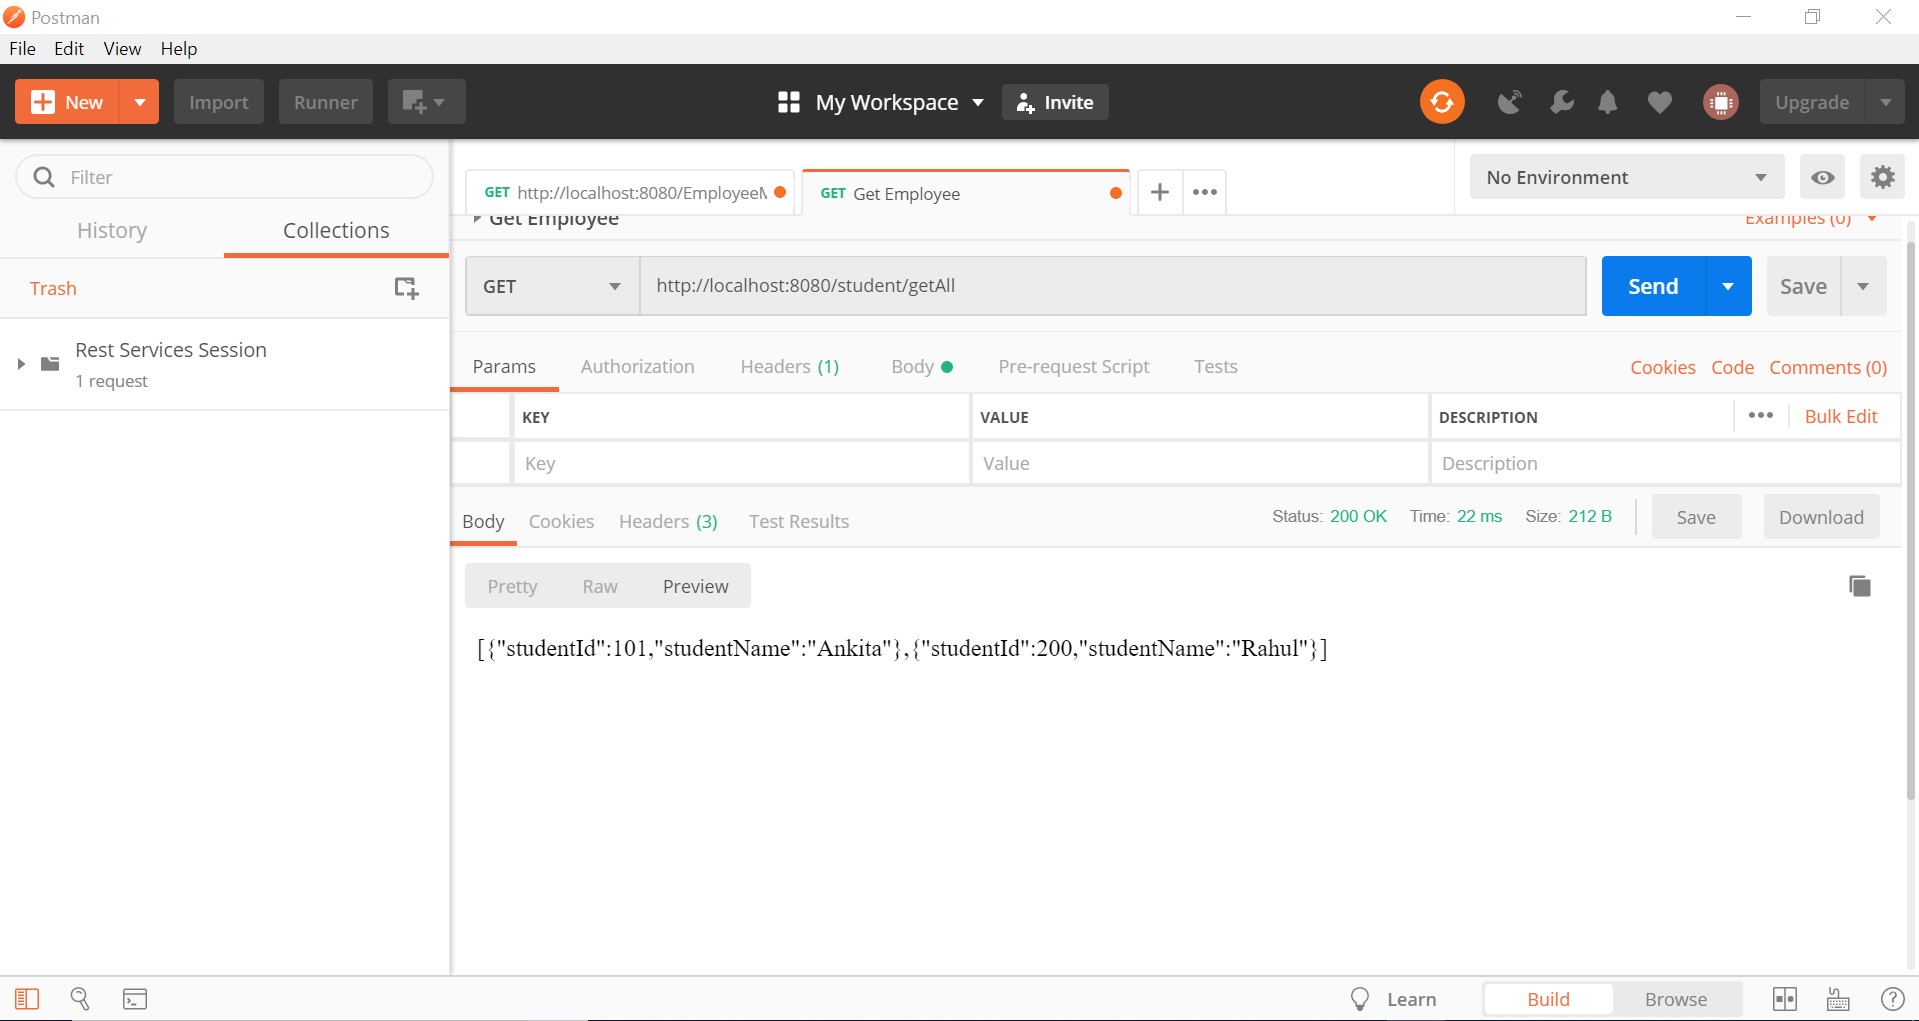 Postman
File Edit View Help
New Import Runner My Workspace Invite Upgrade
Filter
History Collections
Trash
Rest Services Session
1 request
GET http://localhost:8080/EmployeeM GET Get Employee
No Environment
Get Employee Examples (0)
GET http://localhost:8080/student/getAll Send Save
Params Authorization Headers (1) Body Pre-request Script Tests Cookies Code Comments (0)
KEY VALUE DESCRIPTION Bulk Edit
Key Value Description
Body Cookies Headers (3) Test Results Status: 200 OK Time: 22 ms Size: 212 B Save Download
Pretty Raw Preview
[{"studentId":101,"studentName":"Ankita"},{"studentId":200,"studentName":"Rahul"}]
Learn Build Browse